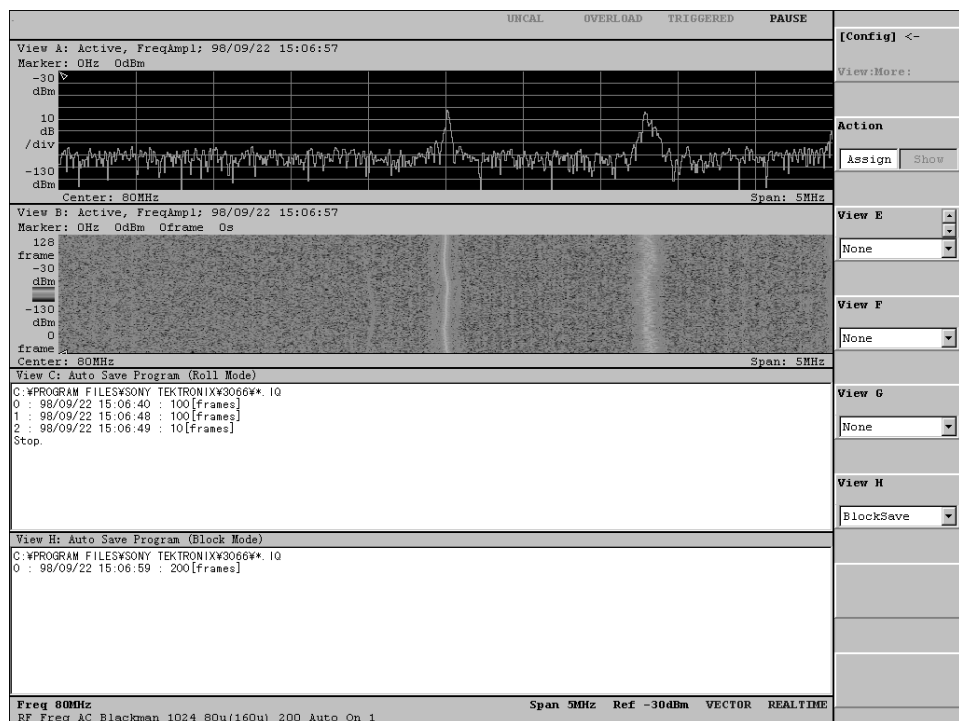 UNCAL OVERLOAD TRIGGERED PAUSE
View A: Active, FreqAmpl; 98/09/22 15:06:57
Marker: 0Hz 0dBm
-30
dBm
10
dB
/div
-130
dBm
Center: 80MHz Span: 5MHz
View B: Active, FreqAmpl; 98/09/22 15:06:57
Marker: 0Hz 0dBm 0frame 0s
128
frame
-30
dBm
-130
dBm
0
frame
Center: 80MHz Span: 5MHz
View C: Auto Save Program (Roll Mode)
C:¥PROGRAM FILES¥SONY TEKTRONIX¥3066¥*.IQ
0 : 98/09/22 15:06:40 : 100[frames]
1 : 98/09/22 15:06:48 : 100[frames]
2 : 98/09/22 15:06:49 : 10[frames]
Stop.
View H: Auto Save Program (Block Mode)
C:¥PROGRAM FILES¥SONY TEKTRONIX¥3066¥*.IQ
0 : 98/09/22 15:06:59 : 200[frames]
Freq 80MHz Span 5MHz Ref -30dBm VECTOR REALTIME
RF Freq AC Blackman 1024 80u(160u) 200 Auto On 1
[Config] <-
View:More:
Action
Assign Show
View E
None
View F
None
View G
None
View H
BlockSave